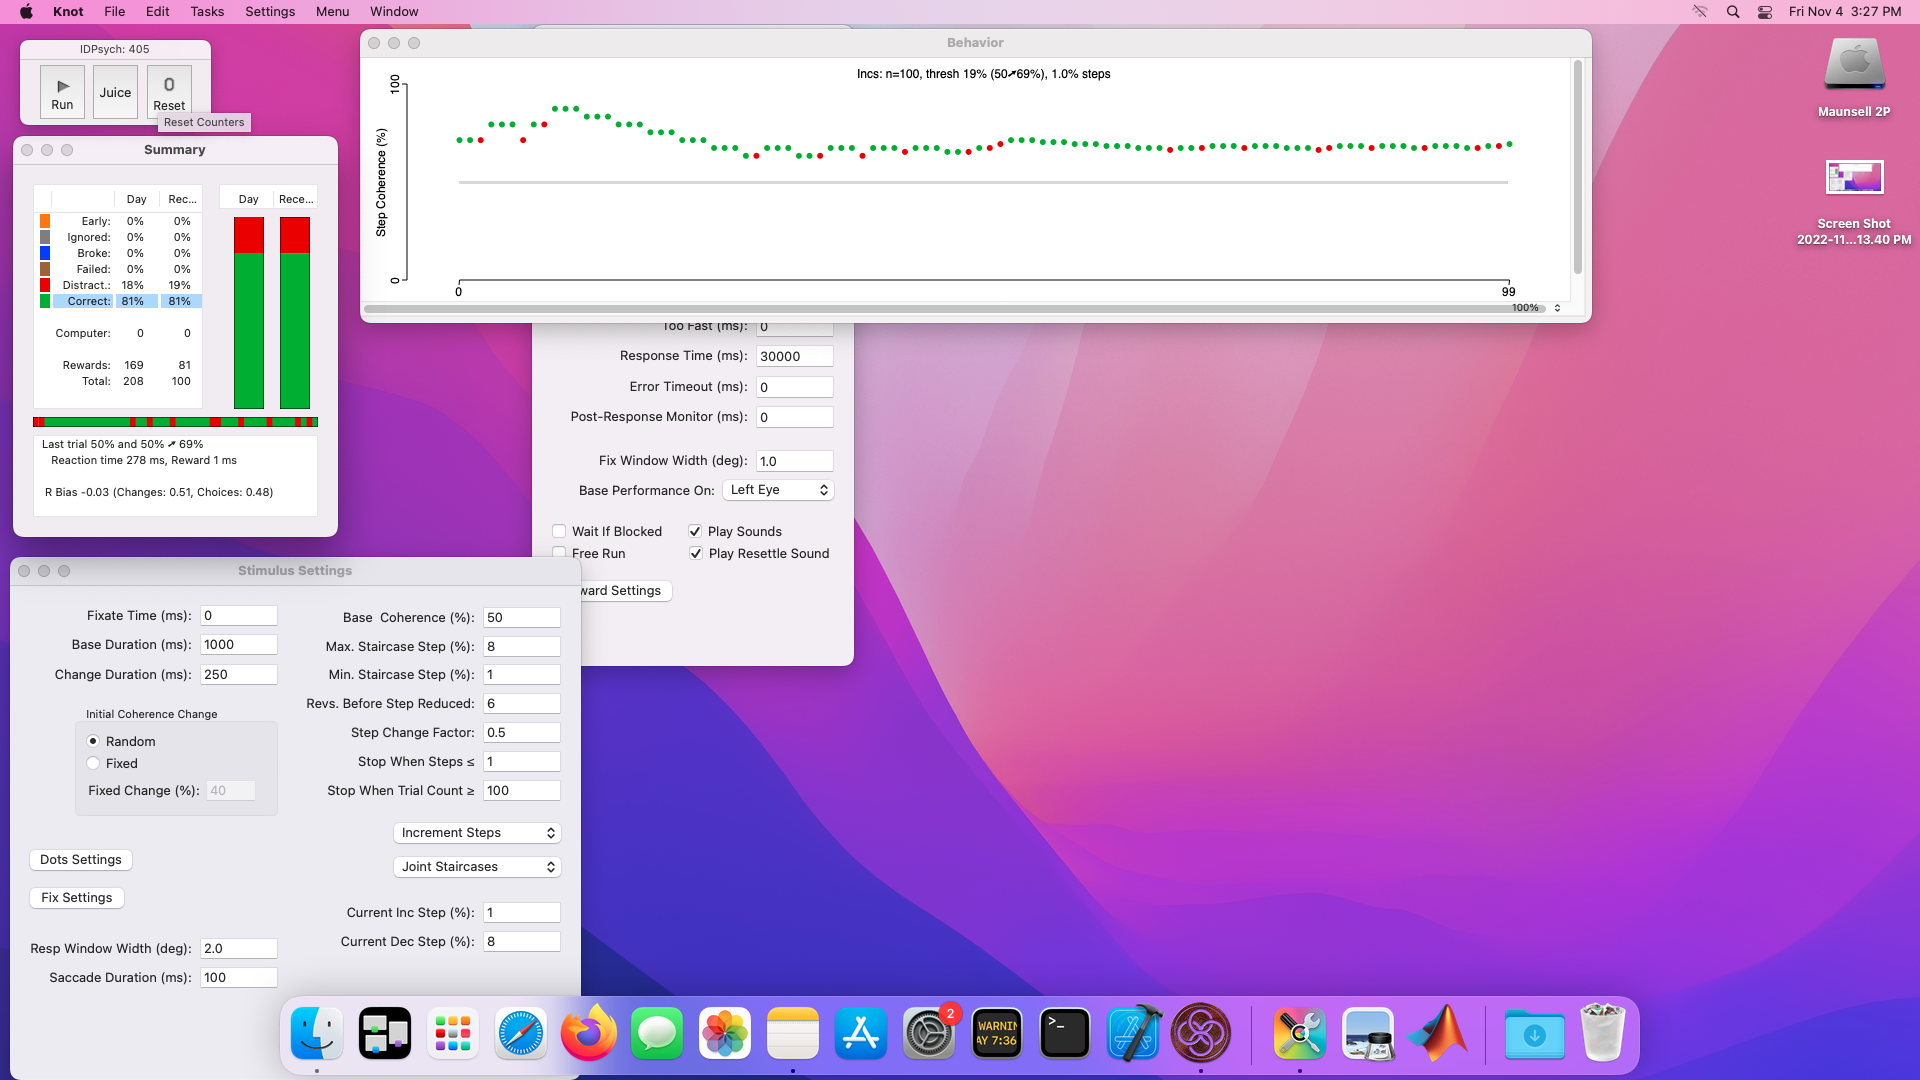 Knot File Edit Tasks Settings Menu Window
Fri Nov 4 3:27 PM
IDPsych: 405
Run
Juice
0
Reset
Reset Counters
Summary
Day Rec...
Early: 0% 0%
Ignored: 0% 0%
Broke: 0% 0%
Failed: 0% 0%
Distract.: 18% 19%
Correct: 81% 81%
Computer: 0 0
Rewards: 169 81
Total: 208 100
Day Rece...
Last trial 50% and 50% ➚ 69%
Reaction time 278 ms, Reward 1 ms
R Bias -0.03 (Changes: 0.51, Choices: 0.48)
Behavior
Incs: n=100, thresh 19% (50➚69%), 1.0% steps
Step Coherence (%)
100
0
0
99
100%
Too Fast (ms): 0
Response Time (ms): 30000
Error Timeout (ms): 0
Post-Response Monitor (ms): 0
Fix Window Width (deg): 1.0
Base Performance On: Left Eye
Wait If Blocked
Play Sounds
Free Run
Play Resettle Sound
ward Settings
Stimulus Settings
Fixate Time (ms): 0
Base Duration (ms): 1000
Change Duration (ms): 250
Initial Coherence Change
Random
Fixed
Fixed Change (%): 40
Dots Settings
Fix Settings
Resp Window Width (deg): 2.0
Saccade Duration (ms): 100
Base Coherence (%): 50
Max. Staircase Step (%): 8
Min. Staircase Step (%): 1
Revs. Before Step Reduced: 6
Step Change Factor: 0.5
Stop When Steps ≤ 1
Stop When Trial Count ≥ 100
Increment Steps
Joint Staircases
Current Inc Step (%): 1
Current Dec Step (%): 8
Maunsell 2P
Screen Shot
2022-11...13.40 PM
2
WARNIN
AY 7:36
>_